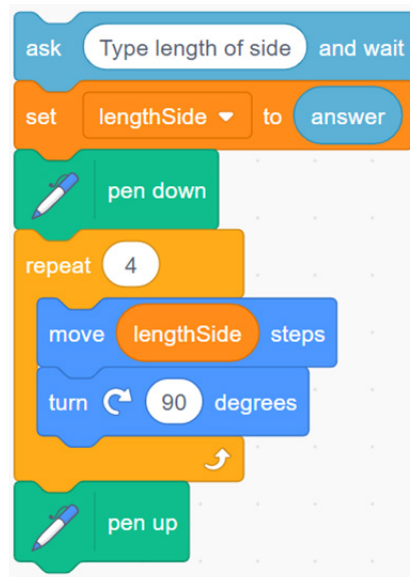 ask Type length of side and wait
set lengthSide to answer
pen down
repeat 4
move lengthSide steps
turn 90 degrees
pen up